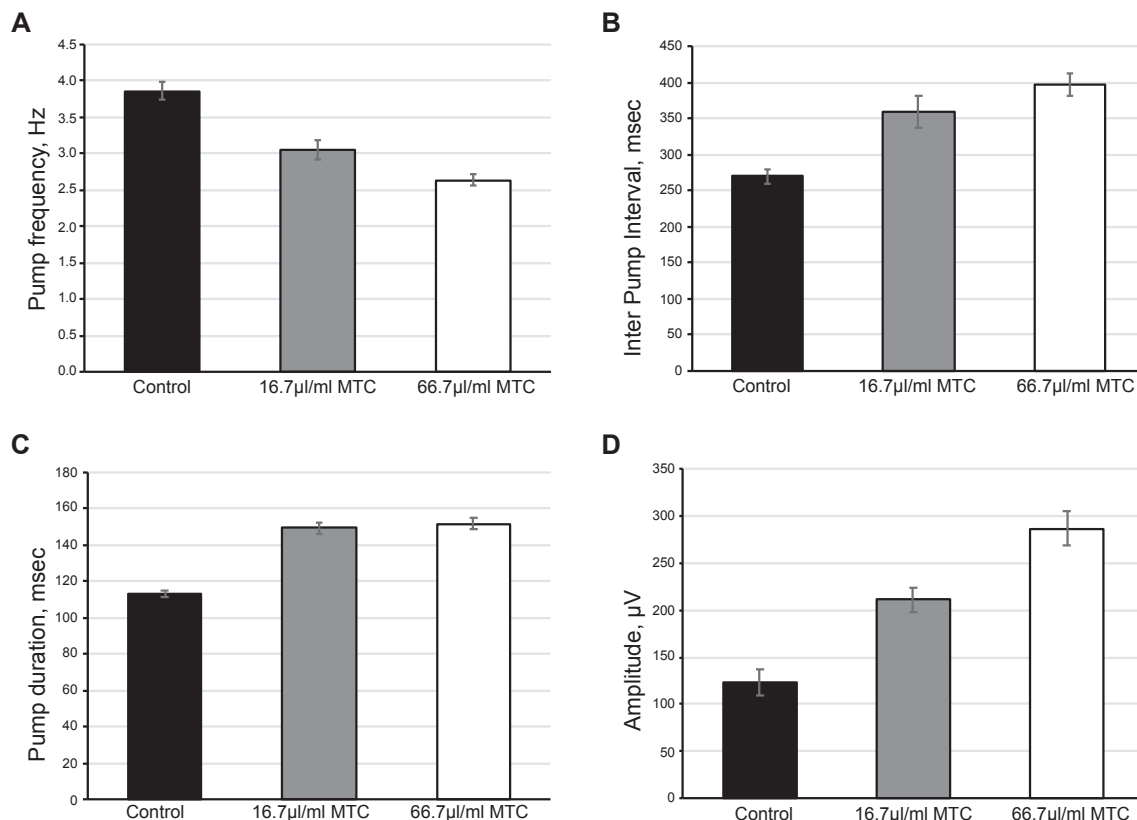 A
Pump frequency, Hz
4.5
4.0
3.5
3.0
2.5
2.0
1.5
1.0
0.5
0.0
Control
16.7µl/ml MTC
66.7µl/ml MTC
B
Inter Pump Interval, msec
450
400
350
300
250
200
150
100
50
0
Control
16.7µl/ml MTC
66.7µl/ml MTC
C
Pump duration, msec
180
160
140
120
100
80
60
40
20
0
Control
16.7µl/ml MTC
66.7µl/ml MTC
D
Amplitude, µV
350
300
250
200
150
100
50
0
Control
16.7µl/ml MTC
66.7µl/ml MTC